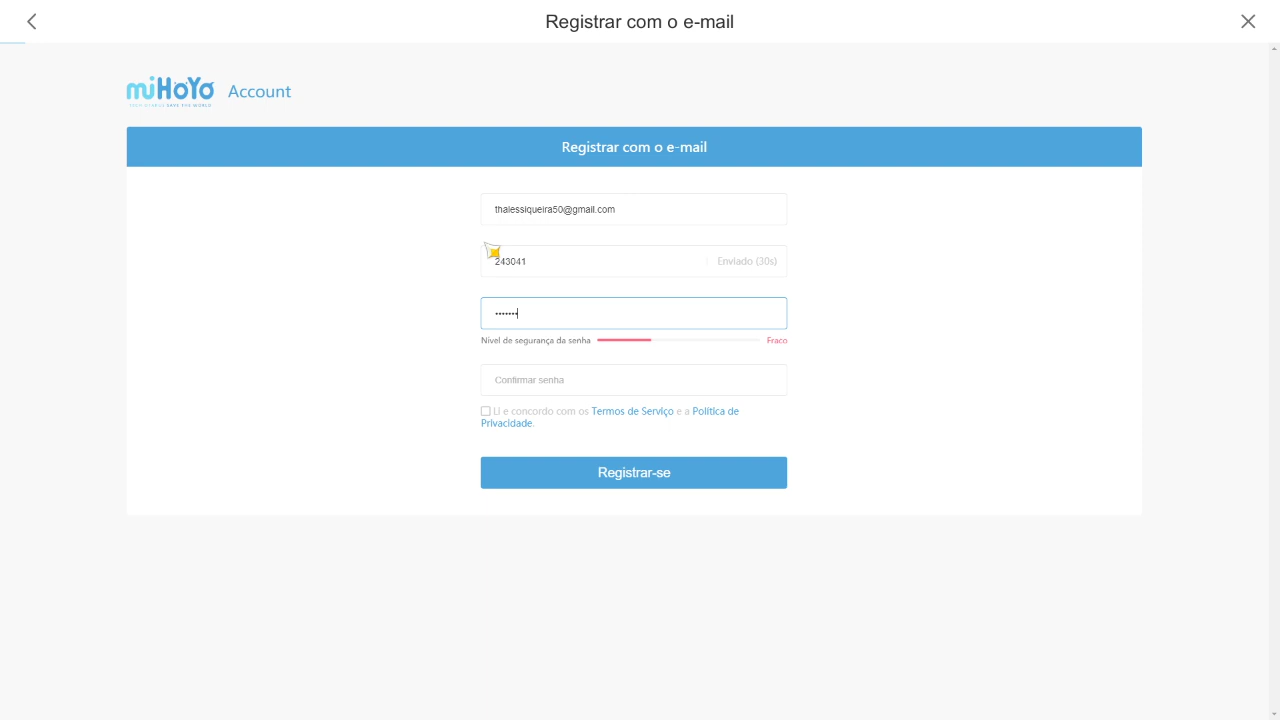 Registrar com o e-mail
miHoYo Account
Registrar com o e-mail
thalessiqueira50@gmail.com
243041 Enviado (30s)
•••••••
Nível de segurança da senha Fraco
Confirmar senha
Li e concordo com os Termos de Serviço e a Política de
Privacidade.
Registrar-se